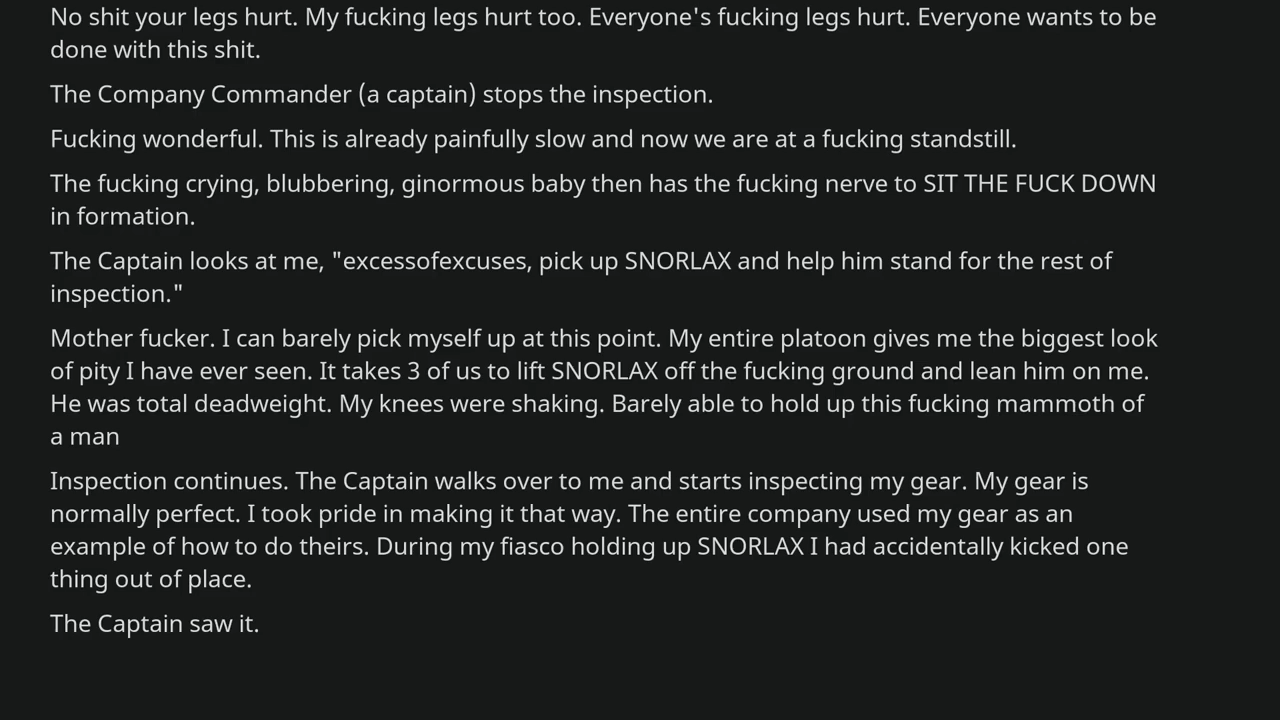 No shit your legs hurt. My fucking legs hurt too. Everyone's fucking legs hurt. Everyone wants to be
done with this shit.
The Company Commander (a captain) stops the inspection.
Fucking wonderful. This is already painfully slow and now we are at a fucking standstill.
The fucking crying, blubbering, ginormous baby then has the fucking nerve to SIT THE FUCK DOWN
in formation.
The Captain looks at me, "excessofexcuses, pick up SNORLAX and help him stand for the rest of
inspection."
Mother fucker. I can barely pick myself up at this point. My entire platoon gives me the biggest look
of pity I have ever seen. It takes 3 of us to lift SNORLAX off the fucking ground and lean him on me.
He was total deadweight. My knees were shaking. Barely able to hold up this fucking mammoth of
a man
Inspection continues. The Captain walks over to me and starts inspecting my gear. My gear is
normally perfect. I took pride in making it that way. The entire company used my gear as an
example of how to do theirs. During my fiasco holding up SNORLAX I had accidentally kicked one
thing out of place.
The Captain saw it.